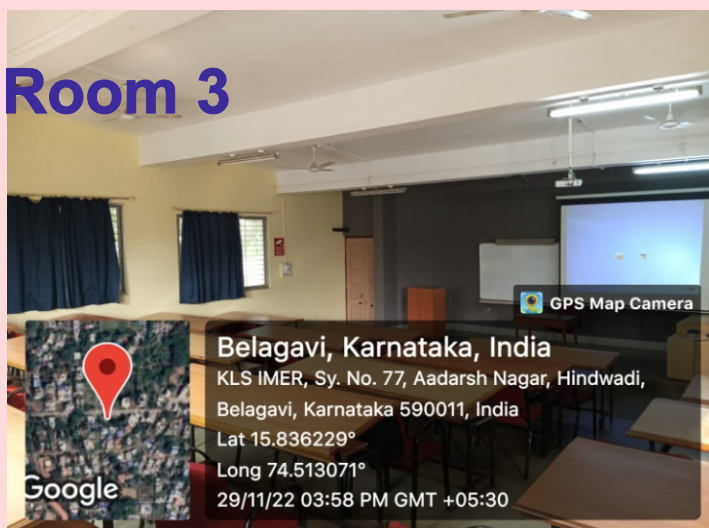 Room 3
GPS Map Camera
Belagavi, Karnataka, India
KLS IMER, Sy. No. 77, Aadarsh Nagar, Hindwadi,
Belagavi, Karnataka 590011, India
Lat 15.836229°
Long 74.513071°
29/11/22 03:58 PM GMT +05:30
Google